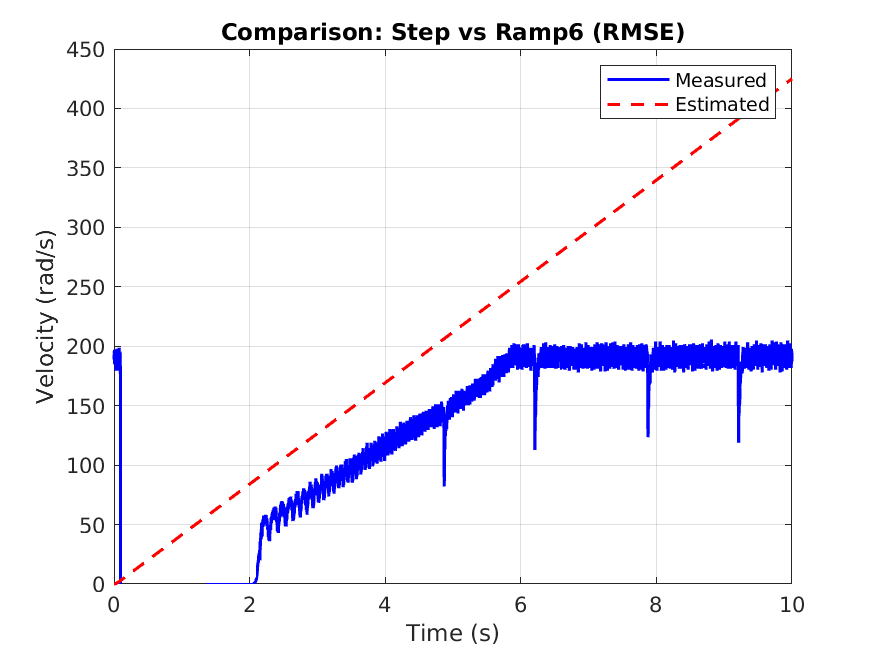 Comparison: Step vs Ramp6 (RMSE)
Measured
Estimated
450
400
350
300
250
200
150
100
50
0
Velocity (rad/s)
0 2 4 6 8 10
Time (s)